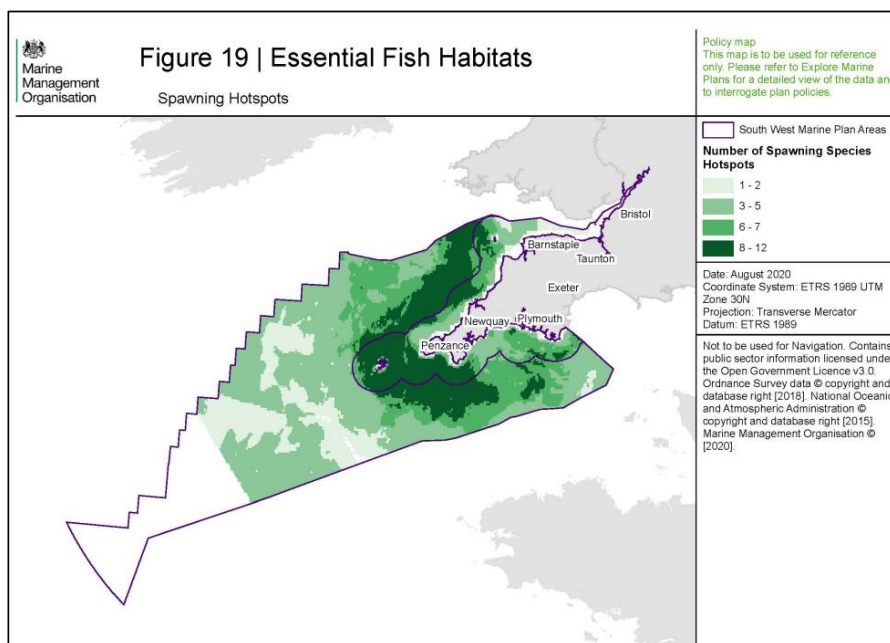 Marine
Management
Organisation
Figure 19 | Essential Fish Habitats
Spawning Hotspots
Policy map
This map is to be used for reference
only. Please refer to Explore Marine
Plans for a detailed view of the data an
to interrogate plan policies.
South West Marine Plan Areas
Number of Spawning Species
Hotspots
1 - 2
3 - 5
6 - 7
8 - 12
Date: August 2020
Coordinate System: ETRS 1989 UTM
Zone 30N
Projection: Transverse Mercator
Datum: ETRS 1989
Not to be used for Navigation. Contains
public sector information licensed unde
the Open Government Licence v3.0.
Ordnance Survey data © copyright and
database right [2018]. National Oceanic
and Atmospheric Administration ©
copyright and database right [2015].
Marine Management Organisation ©
[2020].
Bristol
Barnstaple
Taunton
Exeter
Plymouth
Newquay
Penzance